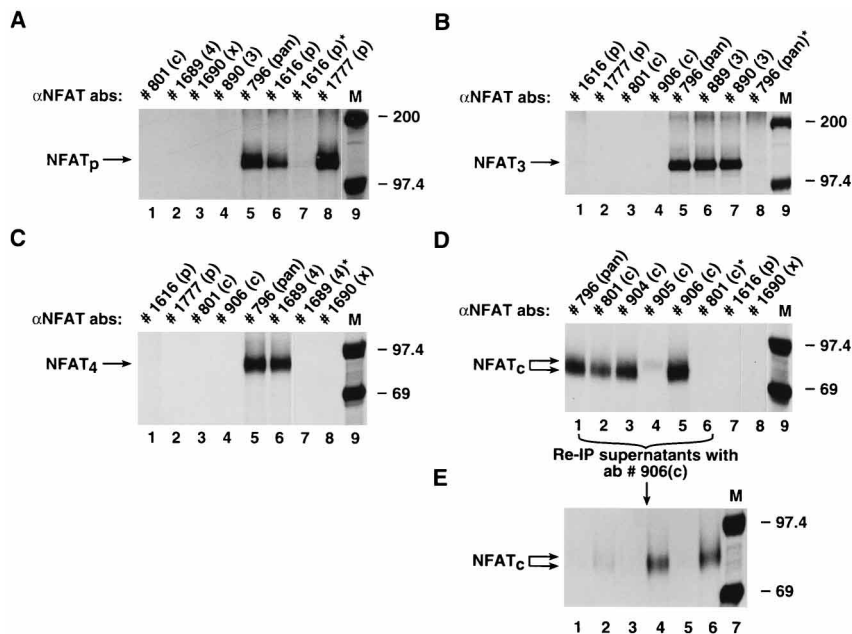 A
αNFAT abs:
# 801 (c)
# 1689 (4)
# 1690 (x)
# 890 (3)
# 796 (pan)
# 1616 (p)
# 1616 (p)*
# 1777 (p)
M
– 200
NFATp
– 97.4
1 2 3 4 5 6 7 8 9
B
αNFAT abs:
# 1616 (p)
# 1777 (p)
# 801 (c)
# 906 (c)
# 796 (pan)
# 889 (3)
# 890 (3)
# 796 (pan)*
M
– 200
NFAT3
– 97.4
1 2 3 4 5 6 7 8 9
C
αNFAT abs:
# 1616 (p)
# 1777 (p)
# 801 (c)
# 906 (c)
# 796 (pan)
# 1689 (4)
# 1689 (4)*
# 1690 (x)
M
– 97.4
NFAT4
– 69
1 2 3 4 5 6 7 8 9
D
αNFAT abs:
# 796 (pan)
# 801 (c)
# 904 (c)
# 905 (c)
# 906 (c)
# 801 (c)*
# 1616 (p)
# 1690 (x)
M
– 97.4
NFATc
– 69
1 2 3 4 5 6 7 8 9
Re-IP supernatants with
ab # 906(c)
E
M
– 97.4
NFATc
– 69
1 2 3 4 5 6 7